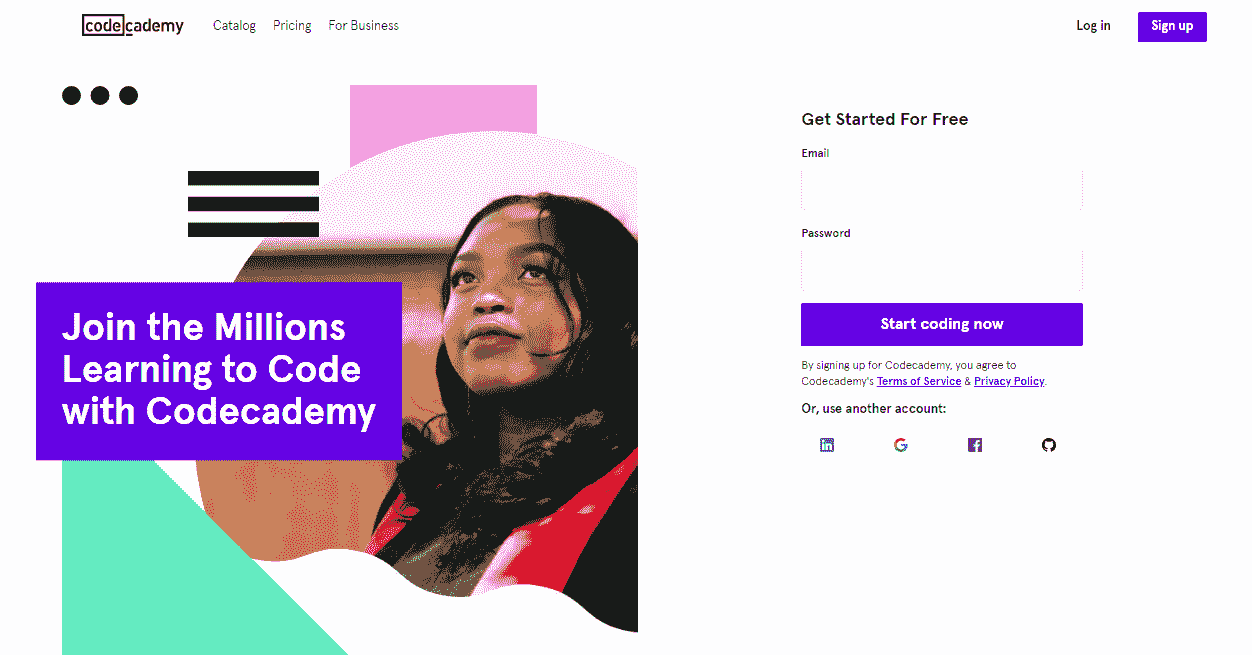 codecademy
Catalog Pricing For Business
Log in
Sign up
Join the Millions
Learning to Code
with Codecademy
Get Started For Free
Email
Password
Start coding now
By signing up for Codecademy, you agree to
Codecademy's Terms of Service & Privacy Policy.
Or, use another account: